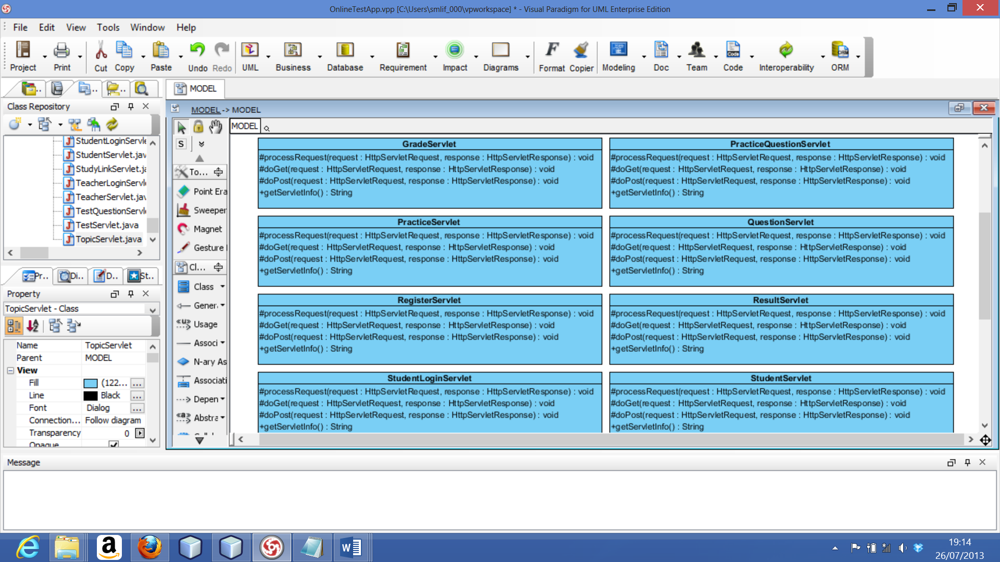 OnlineTestApp.vpp [C:\Users\smlif_000\vpworkspace] * - Visual Paradigm for UML Enterprise Edition
File Edit View Tools Window Help
Project Print Cut Copy Paste Undo Redo UML Business Database Requirement Impact Diagrams Format Copier Modeling Doc Team Code Interoperability ORM
MODEL
Class Repository
MODEL -> MODEL
MODEL
S
StudentLoginServle
StudentServlet.jav
StudyLinkServlet.ja
TeacherLoginServle
TeacherServlet.jav
TestQuestionServle
TestServlet.java
TopicServlet.java
Pr.. Di.. D.. St..
Property
TopicServlet - Class
Name TopicServlet
Parent MODEL
View
Fill (122...
Line Black
Font Dialog
Connection... Follow diagram
Transparency 0
Opaque
To...
Point Era
Sweeper
Magnet
Gesture
Cl...
Class
Gener.
Usage
Associ
N-ary As
Associati
Depen
Abstra
GradeServlet
#processRequest(request : HttpServletRequest, response : HttpServletResponse) : void
#doGet(request : HttpServletRequest, response : HttpServletResponse) : void
#doPost(request : HttpServletRequest, response : HttpServletResponse) : void
+getServletInfo() : String
PracticeQuestionServlet
#processRequest(request : HttpServletRequest, response : HttpServletResponse) : void
#doGet(request : HttpServletRequest, response : HttpServletResponse) : void
#doPost(request : HttpServletRequest, response : HttpServletResponse) : void
+getServletInfo() : String
PracticeServlet
#processRequest(request : HttpServletRequest, response : HttpServletResponse) : void
#doGet(request : HttpServletRequest, response : HttpServletResponse) : void
#doPost(request : HttpServletRequest, response : HttpServletResponse) : void
+getServletInfo() : String
QuestionServlet
#processRequest(request : HttpServletRequest, response : HttpServletResponse) : void
#doGet(request : HttpServletRequest, response : HttpServletResponse) : void
#doPost(request : HttpServletRequest, response : HttpServletResponse) : void
+getServletInfo() : String
RegisterServlet
#processRequest(request : HttpServletRequest, response : HttpServletResponse) : void
#doGet(request : HttpServletRequest, response : HttpServletResponse) : void
#doPost(request : HttpServletRequest, response : HttpServletResponse) : void
+getServletInfo() : String
ResultServlet
#processRequest(request : HttpServletRequest, response : HttpServletResponse) : void
#doGet(request : HttpServletRequest, response : HttpServletResponse) : void
#doPost(request : HttpServletRequest, response : HttpServletResponse) : void
+getServletInfo() : String
StudentLoginServlet
#processRequest(request : HttpServletRequest, response : HttpServletResponse) : void
#doGet(request : HttpServletRequest, response : HttpServletResponse) : void
#doPost(request : HttpServletRequest, response : HttpServletResponse) : void
+getServletInfo() : String
StudentServlet
#processRequest(request : HttpServletRequest, response : HttpServletResponse) : void
#doGet(request : HttpServletRequest, response : HttpServletResponse) : void
#doPost(request : HttpServletRequest, response : HttpServletResponse) : void
+getServletInfo() : String
Message
19:14
26/07/2013